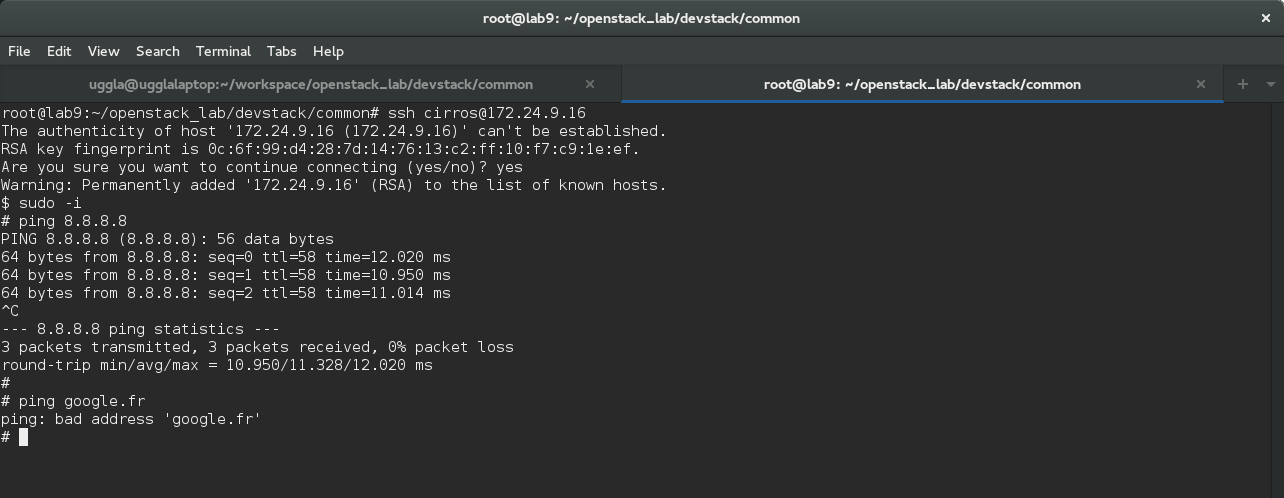 root@lab9: ~/openstack_lab/devstack/common
File Edit View Search Terminal Tabs Help
uggla@ugglalaptop:~/workspace/openstack_lab/devstack/common
root@lab9: ~/openstack_lab/devstack/common
root@lab9:~/openstack_lab/devstack/common# ssh cirros@172.24.9.16
The authenticity of host '172.24.9.16 (172.24.9.16)' can't be established.
RSA key fingerprint is 0c:6f:99:d4:28:7d:14:76:13:c2:ff:10:f7:c9:1e:ef.
Are you sure you want to continue connecting (yes/no)? yes
Warning: Permanently added '172.24.9.16' (RSA) to the list of known hosts.
$ sudo -i
# ping 8.8.8.8
PING 8.8.8.8 (8.8.8.8): 56 data bytes
64 bytes from 8.8.8.8: seq=0 ttl=58 time=12.020 ms
64 bytes from 8.8.8.8: seq=1 ttl=58 time=10.950 ms
64 bytes from 8.8.8.8: seq=2 ttl=58 time=11.014 ms
^C
--- 8.8.8.8 ping statistics ---
3 packets transmitted, 3 packets received, 0% packet loss
round-trip min/avg/max = 10.950/11.328/12.020 ms
#
# ping google.fr
ping: bad address 'google.fr'
#